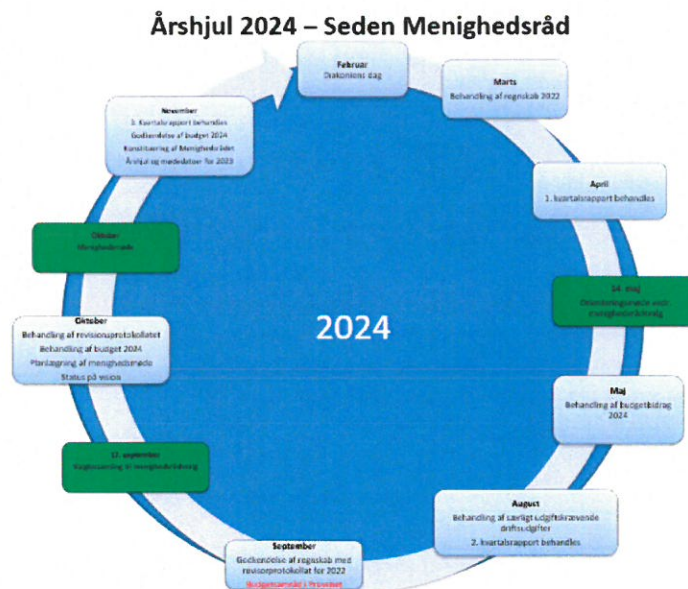 Årshjul 2024 – Seden Menighedsråd
Februar
Diakoniens dag
Marts
Behandling af regnskab 2022
April
1. kvartalsrapport behandles
14. maj
Orienteringsmøde vedr.
menighedsrådsvalg
Maj
Behandling af budgetbidrag
2024
August
Behandling af særligt udgiftskrævende
driftsudgifter
2. kvartalsrapport behandles
September
Godkendelse af regnskab med
revisorprotokollat for 2022
Budgetsamråd i Provstiet
17. september
Valgforsamling af menighedsrådsvalg
Oktober
Behandling af revisionsprotokollatet
Behandling af budget 2024
Planlægning af menighedsmøde
Status på vision
Oktober
Menighedsmøde
November
3. Kvartalsrapport behandles
Godkendelse af budget 2024
Konstituering af Menighedsrådet
Årshjul og mødedatoer for 2023
2024